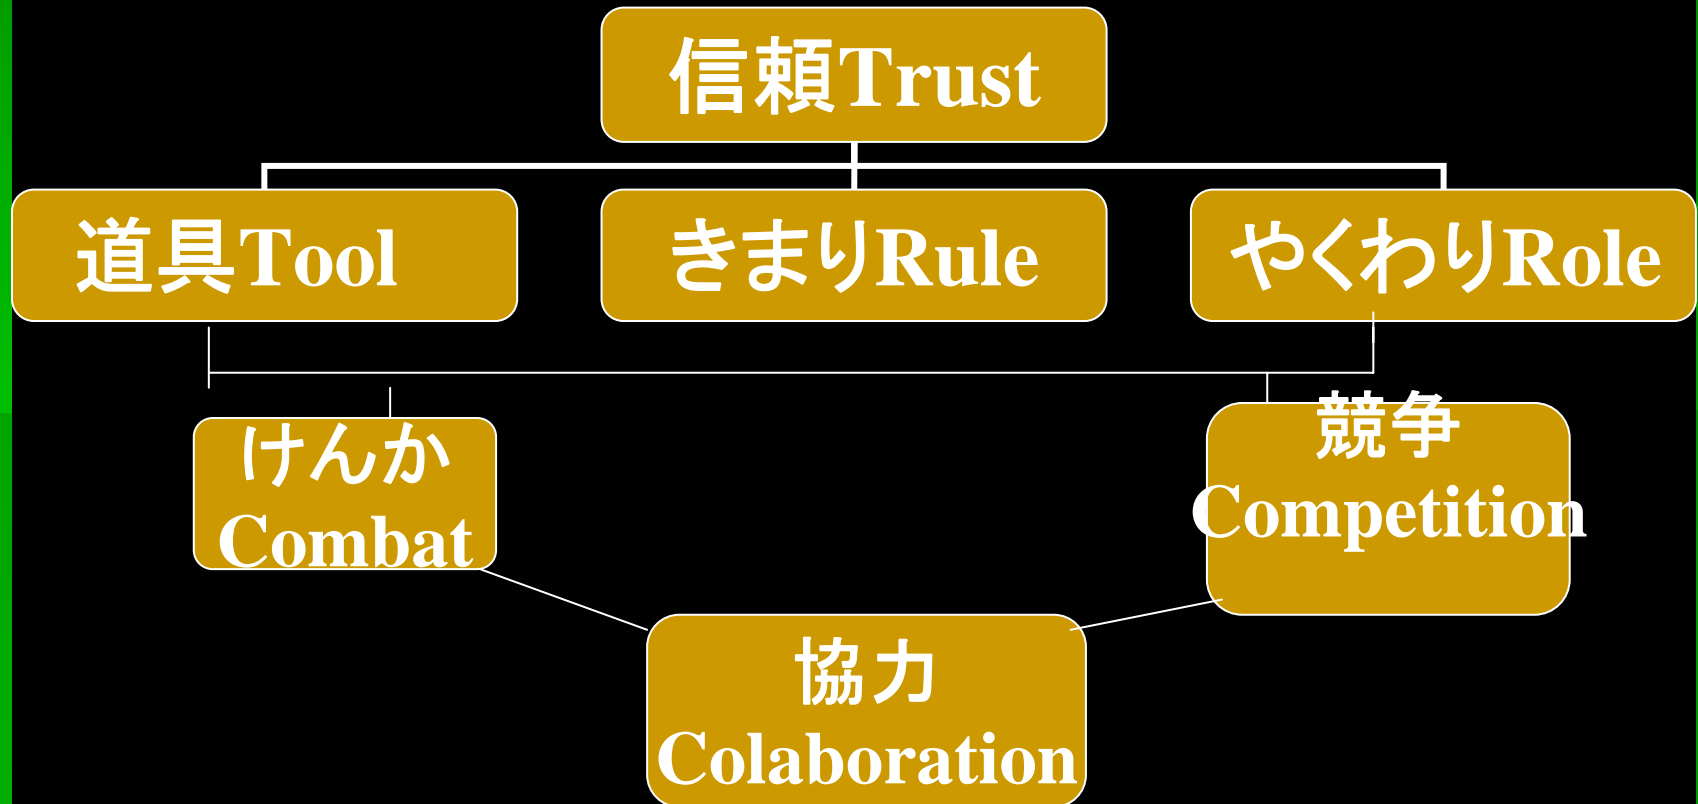 信頼Trust
道具Tool
きまりRule
やくわりRole
けんか
Combat
競争
Competition
協力
Colaboration